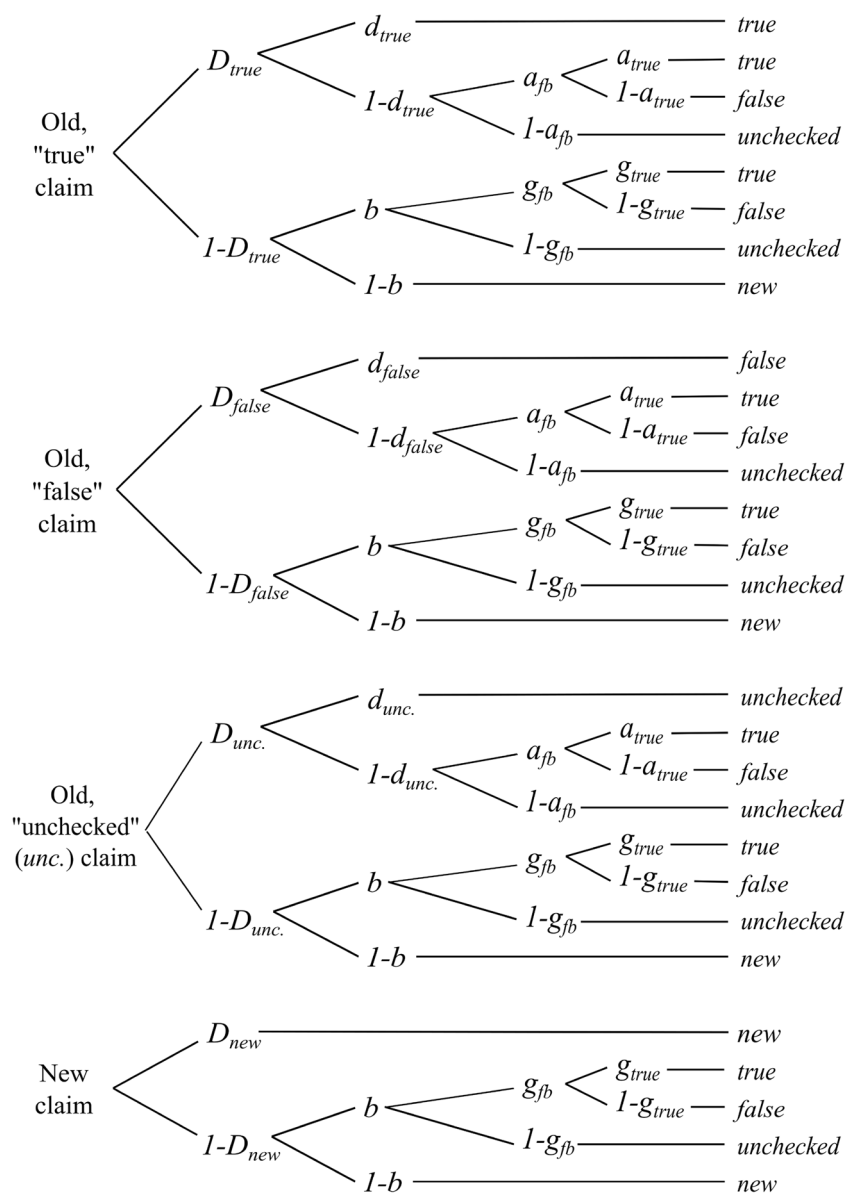 d_true true
D_true a_true true
a_fb
1-a_true false
1-d_true
Old,
"true"
claim
1-a_fb unchecked
g_true true
g_fb
b 1-g_true false
1-D_true 1-g_fb unchecked
1-b new
d_false false
D_false a_true true
a_fb
1-a_true false
1-d_false
Old,
"false"
claim
1-a_fb unchecked
g_true true
g_fb
b 1-g_true false
1-D_false 1-g_fb unchecked
1-b new
d_unc. unchecked
D_unc. a_true true
a_fb
1-a_true false
1-d_unc.
Old,
"unchecked"
(unc.) claim
1-a_fb unchecked
g_true true
g_fb
b 1-g_true false
1-D_unc. 1-g_fb unchecked
1-b new
D_new new
New
claim
g_true true
g_fb
b 1-g_true false
1-D_new 1-g_fb unchecked
1-b new